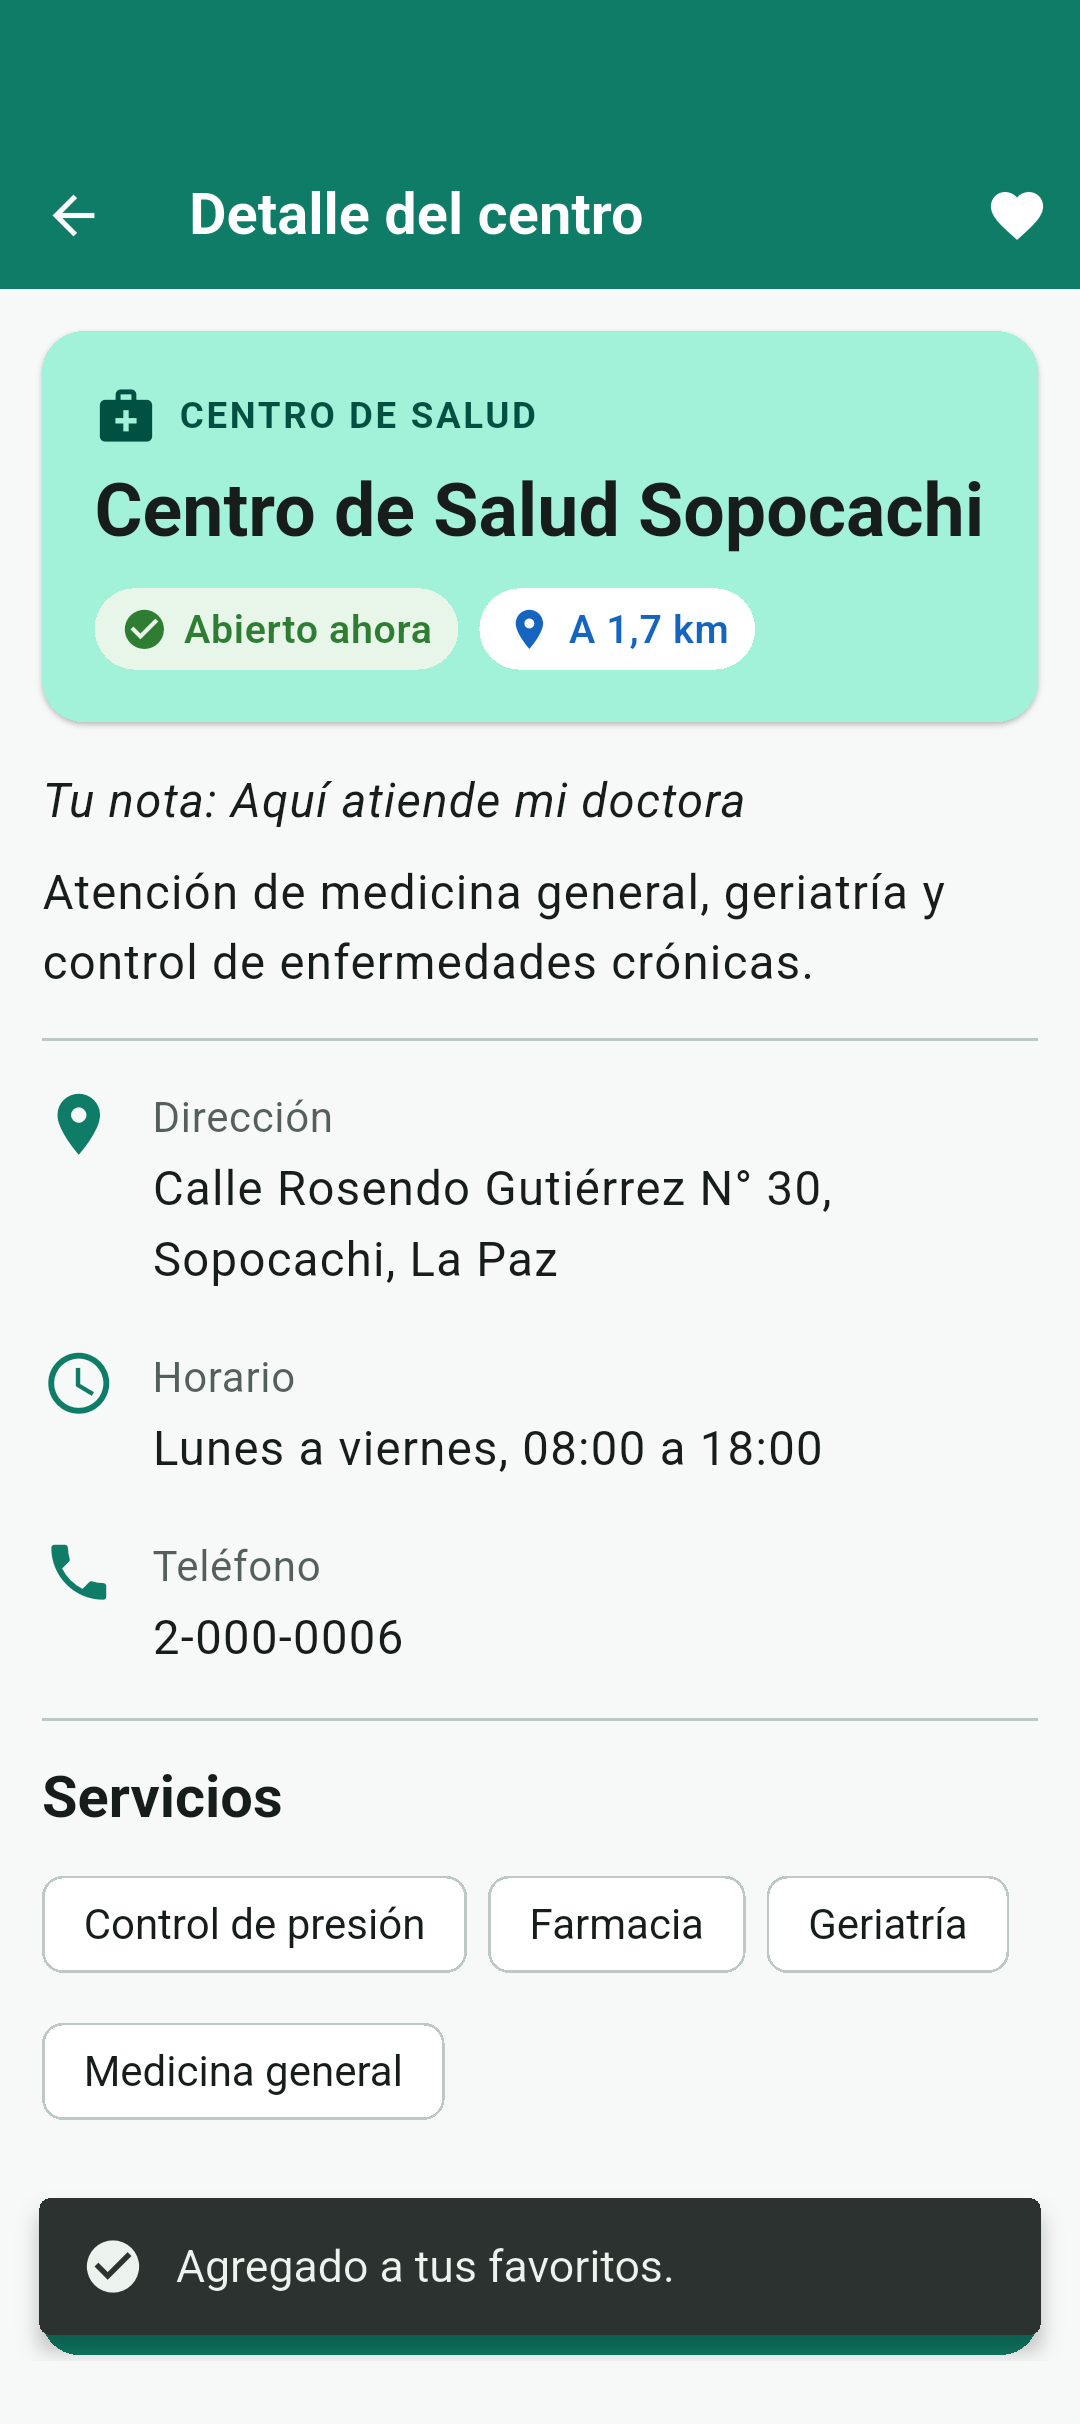 Detalle del centro
CENTRO DE SALUD
Centro de Salud Sopocachi
Abierto ahora
A 1,7 km
Tu nota: Aquí atiende mi doctora
Atención de medicina general, geriatría y
control de enfermedades crónicas.
Dirección
Calle Rosendo Gutiérrez N° 30,
Sopocachi, La Paz
Horario
Lunes a viernes, 08:00 a 18:00
Teléfono
2-000-0006
Servicios
Control de presión
Farmacia
Geriatría
Medicina general
Agregado a tus favoritos.